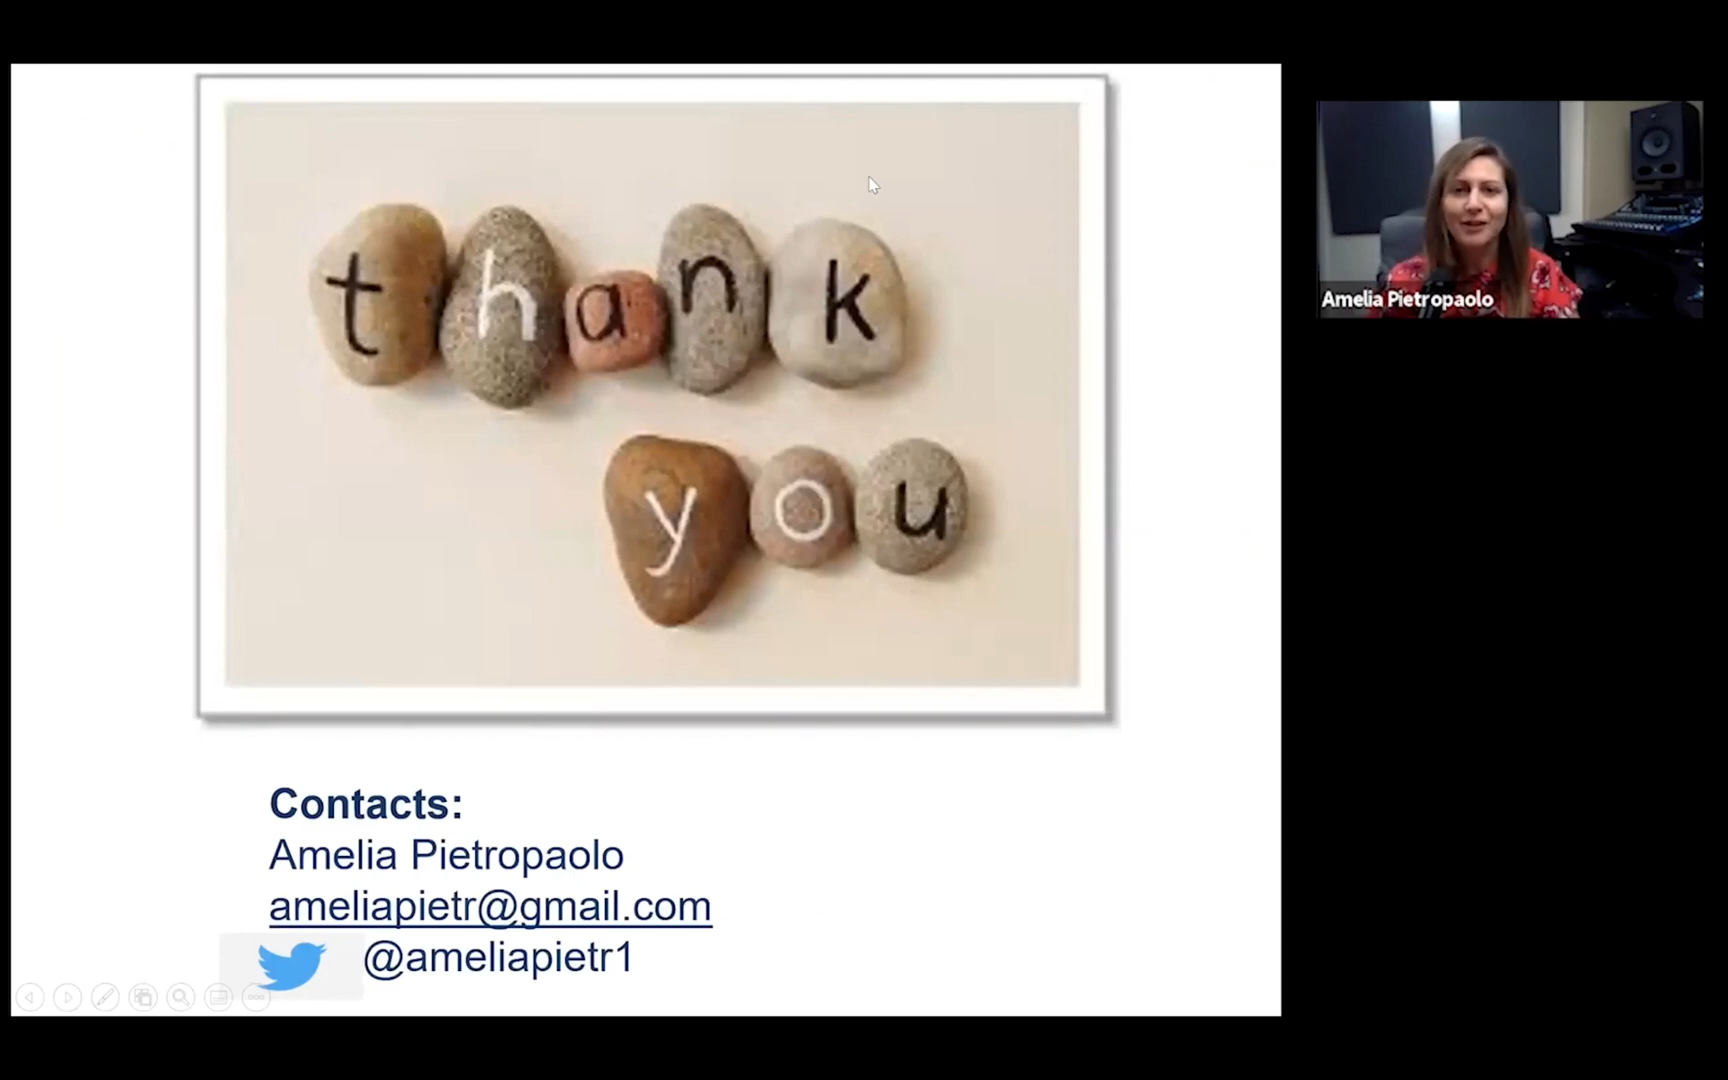 thank
you
Contacts:
Amelia Pietropaolo
ameliapietr@gmail.com
@ameliapietr1
Amelia Pietropaolo